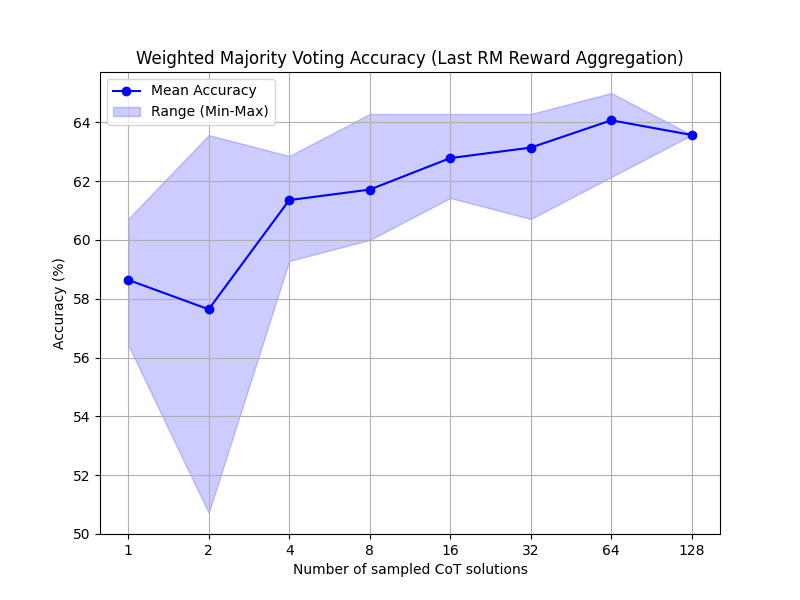 Weighted Majority Voting Accuracy (Last RM Reward Aggregation)
Mean Accuracy
Range (Min-Max)
Accuracy (%)
64
62
60
58
56
54
52
50
1 2 4 8 16 32 64 128
Number of sampled CoT solutions